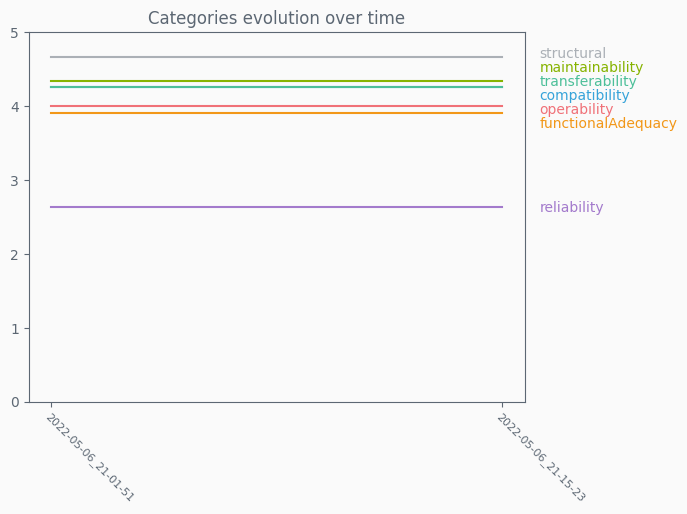 Categories evolution over time
5
4
3
2
1
0
structural
maintainability
transferability
compatibility
operability
functionalAdequacy
reliability
2022-05-06_21-01-51
2022-05-06_21-15-23